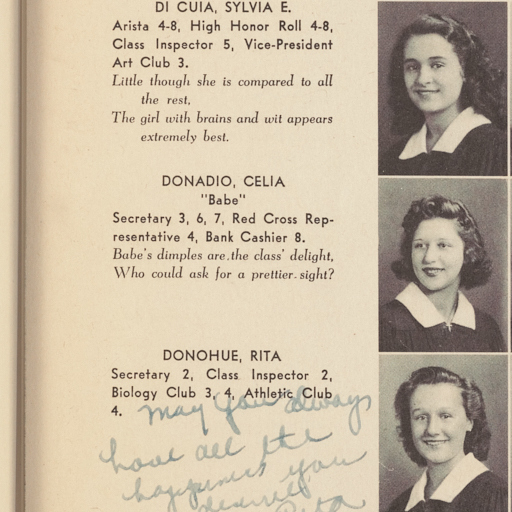 DI CUIA, SYLVIA E.
Arista 4-8, High Honor Roll 4-8,
Class Inspector 5, Vice-President
Art Club 3.
Little though she is compared to all
the rest,
The girl with brains and wit appears
extremely best.
DONADIO, CELIA
"Babe"
Secretary 3, 6, 7, Red Cross Rep-
resentative 4, Bank Cashier 8.
Babe's dimples are the class' delight,
Who could ask for a prettier sight?
DONOHUE, RITA
Secretary 2, Class Inspector 2,
Biology Club 3, 4, Athletic Club
4.
May you always
have all the
happiness you
deserve
Rita